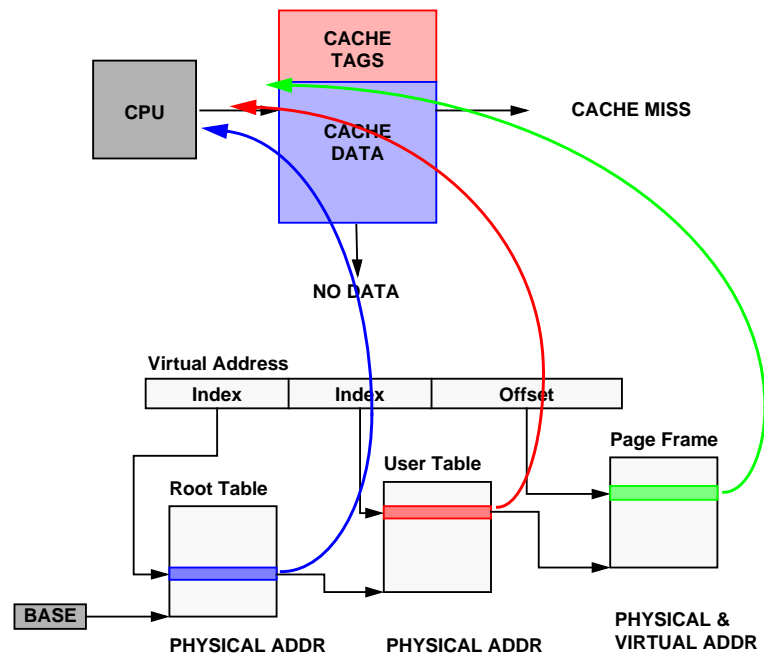 CACHE
TAGS
CPU
CACHE
DATA
CACHE MISS
NO DATA
Virtual Address
Index
Index
Offset
Page Frame
User Table
Root Table
BASE
PHYSICAL ADDR
PHYSICAL ADDR
PHYSICAL &
VIRTUAL ADDR